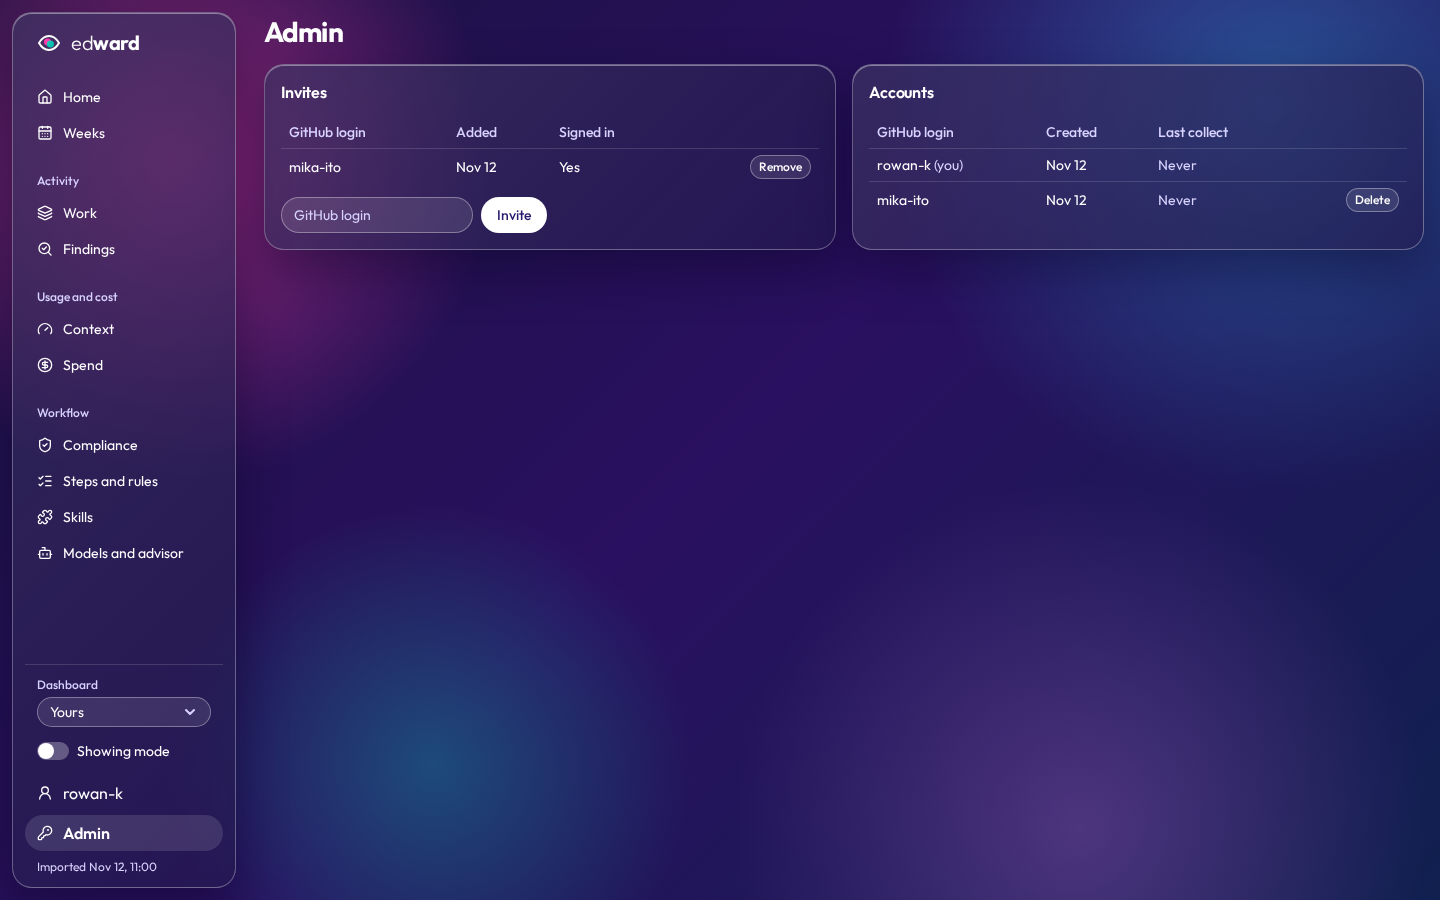 edward
Home
Weeks
Activity
Work
Findings
Usage and cost
Context
Spend
Workflow
Compliance
Steps and rules
Skills
Models and advisor
Dashboard
Yours
Showing mode
rowan-k
Admin
Imported Nov 12, 11:00
Admin
Invites
GitHub login Added Signed in
mika-ito Nov 12 Yes Remove
GitHub login Invite
Accounts
GitHub login Created Last collect
rowan-k (you) Nov 12 Never
mika-ito Nov 12 Never Delete